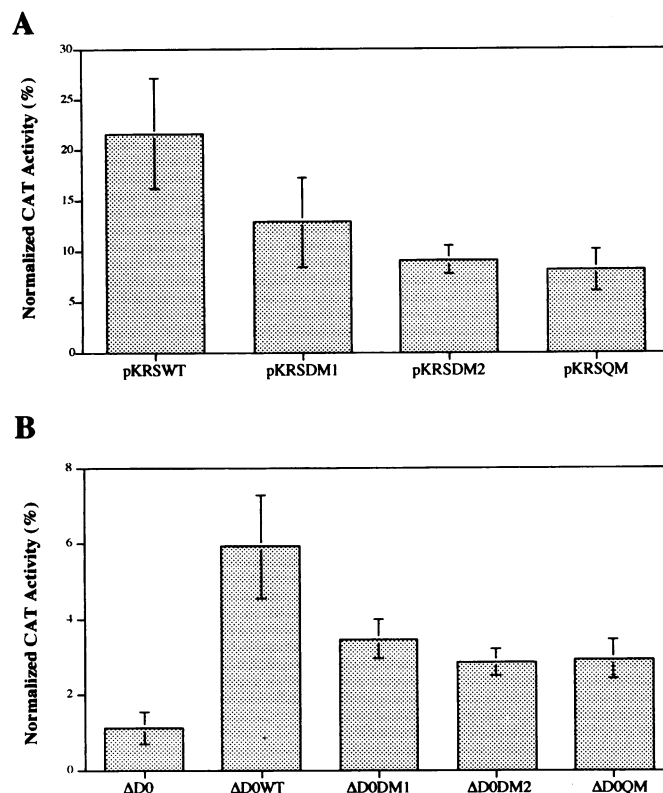 A
Normalized CAT Activity (%)
30
25
20
15
10
5
0
pKRSWT pKRSDM1 pKRSDM2 pKRSQM
B
Normalized CAT Activity (%)
8
6
4
2
0
ΔD0 ΔD0WT ΔD0DM1 ΔD0DM2 ΔD0QM